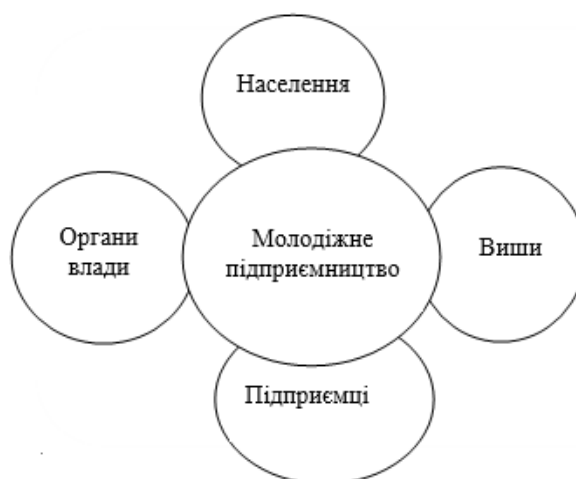 Населення
Органи
влади
Молодіжне
підприємництво
Виши
Підприємці